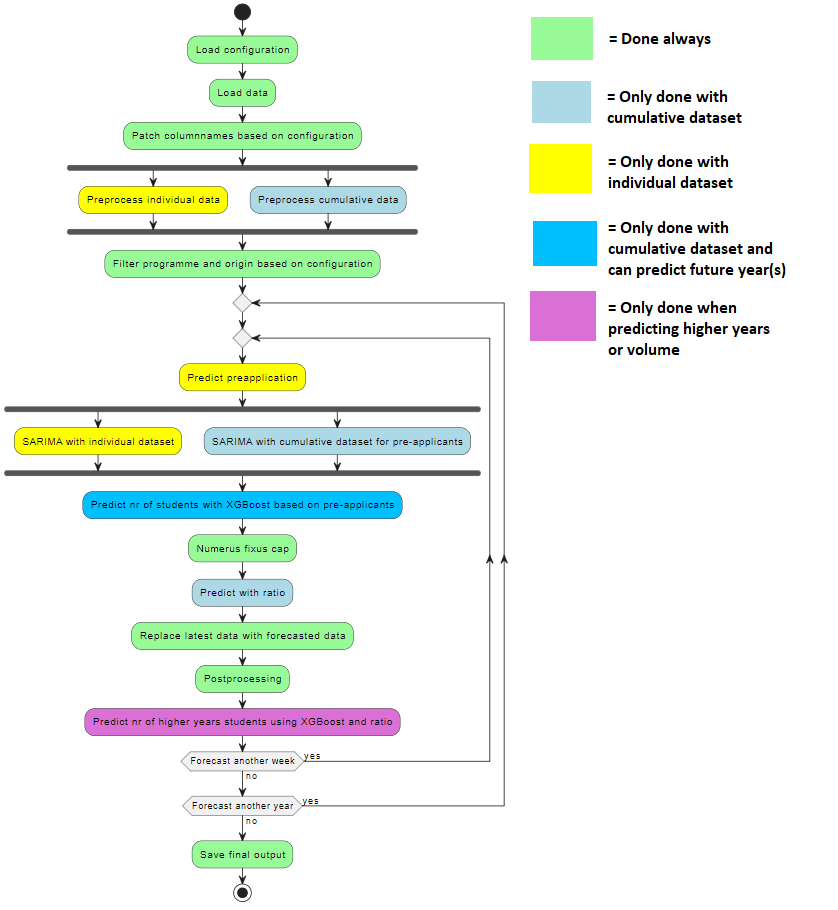 Load configuration
Load data
Patch columnnames based on configuration
Preprocess individual data
Preprocess cumulative data
Filter programme and origin based on configuration
Predict preapplication
SARIMA with individual dataset
SARIMA with cumulative dataset for pre-applicants
Predict nr of students with XGBoost based on pre-applicants
Numerus fixus cap
Predict with ratio
Replace latest data with forecasted data
Postprocessing
Predict nr of higher years students using XGBoost and ratio
Forecast another week
yes
no
Forecast another year
yes
no
Save final output
= Done always
= Only done with
cumulative dataset
= Only done with
individual dataset
= Only done with
cumulative dataset and
can predict future year(s)
= Only done when
predicting higher years
or volume